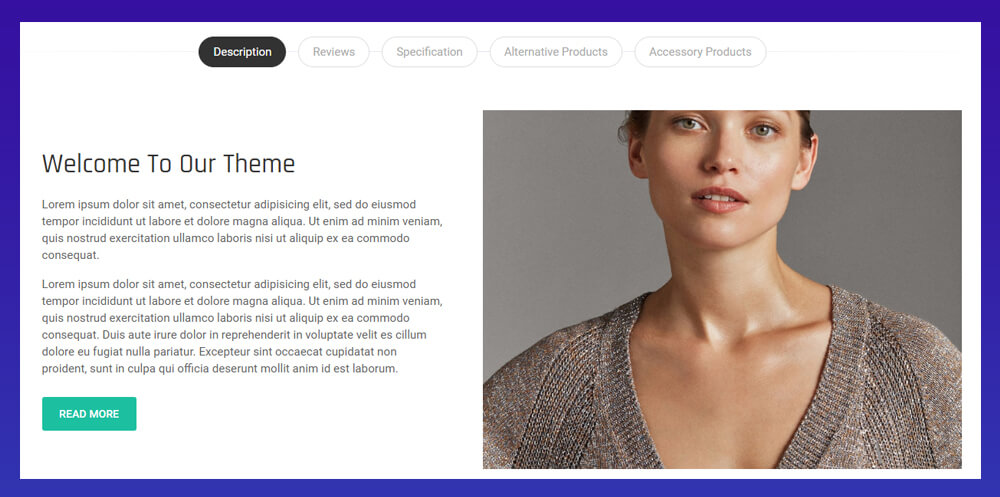 Description Reviews Specification Alternative Products Accessory Products
Welcome To Our Theme
Lorem ipsum dolor sit amet, consectetur adipisicing elit, sed do eiusmod
tempor incididunt ut labore et dolore magna aliqua. Ut enim ad minim veniam,
quis nostrud exercitation ullamco laboris nisi ut aliquip ex ea commodo
consequat.
Lorem ipsum dolor sit amet, consectetur adipisicing elit, sed do eiusmod
tempor incididunt ut labore et dolore magna aliqua. Ut enim ad minim veniam,
quis nostrud exercitation ullamco laboris nisi ut aliquip ex ea commodo
consequat. Duis aute irure dolor in reprehenderit in voluptate velit es cillum
dolore eu fugiat nulla pariatur. Excepteur sint occaecat cupidatat non
proident, sunt in culpa qui officia deserunt mollit anim id est laborum.
READ MORE